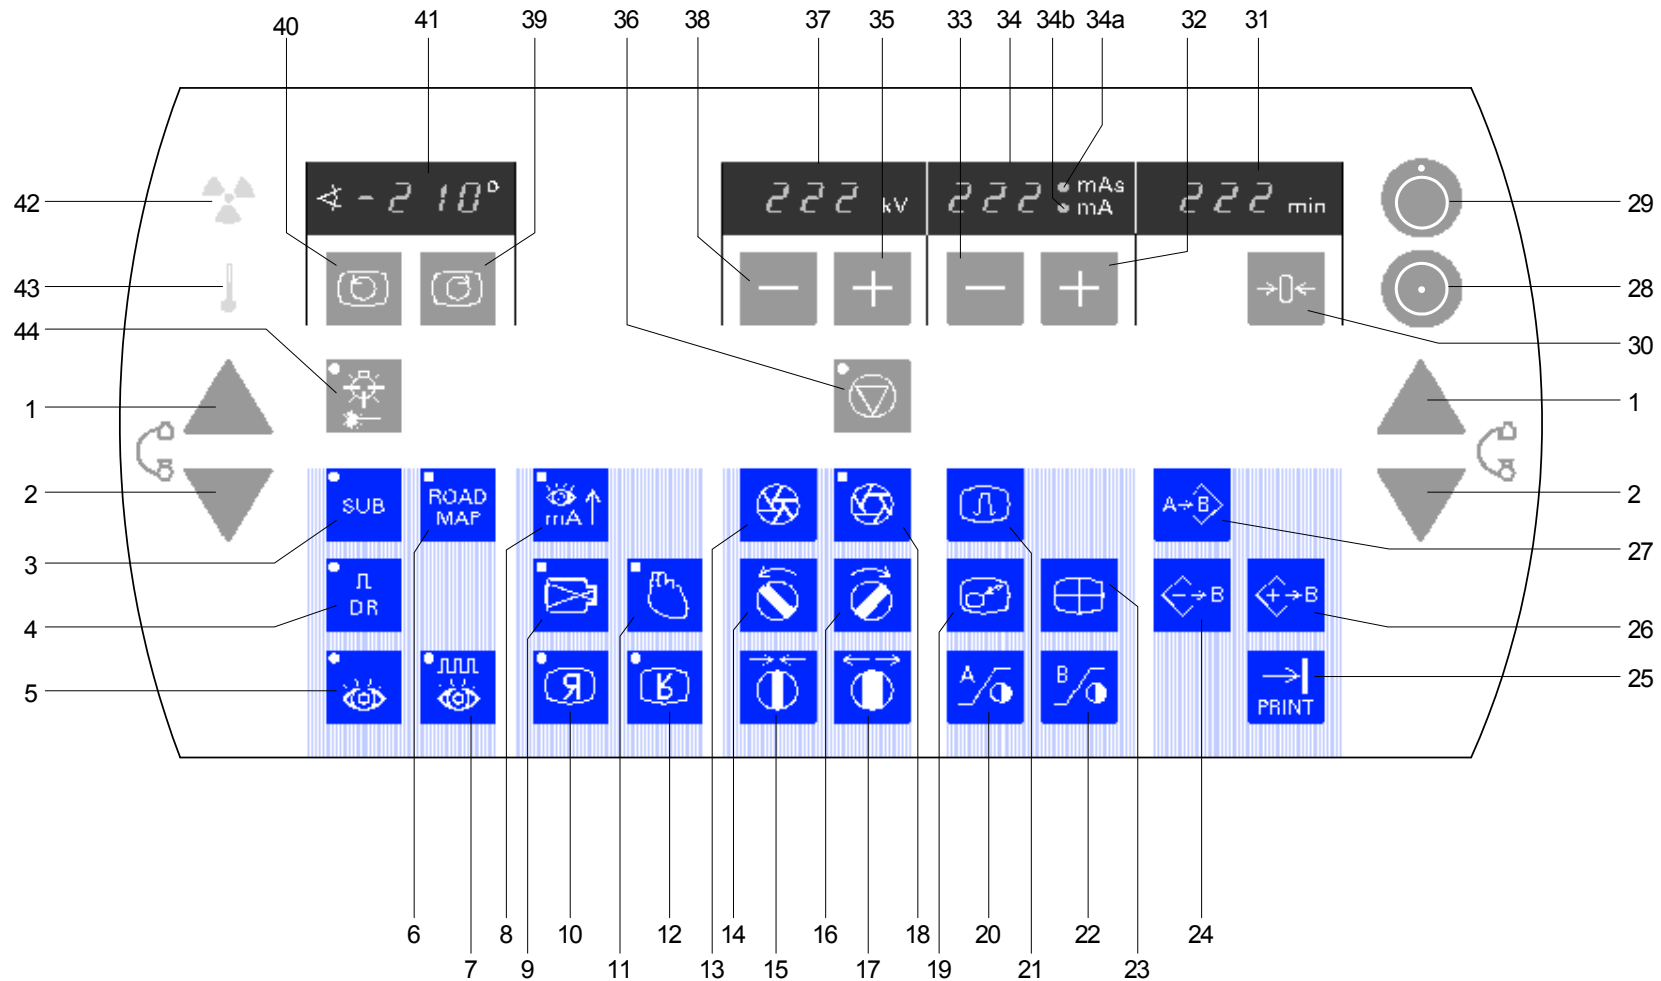 40 41 39 36 38 37 35 33 34 34b 34a 32 31
42 -210° 222 kV 222 mAs 222 min 29
mA
43 28
44 30
1 1
2 SUB ROAD mA A→B 2
MAP
3 27
4 DR →B →B 26
5 Я R A B PRINT 25
6 8 10 12 14 16 18 20 22 24
7 9 11 13 15 17 19 21 23